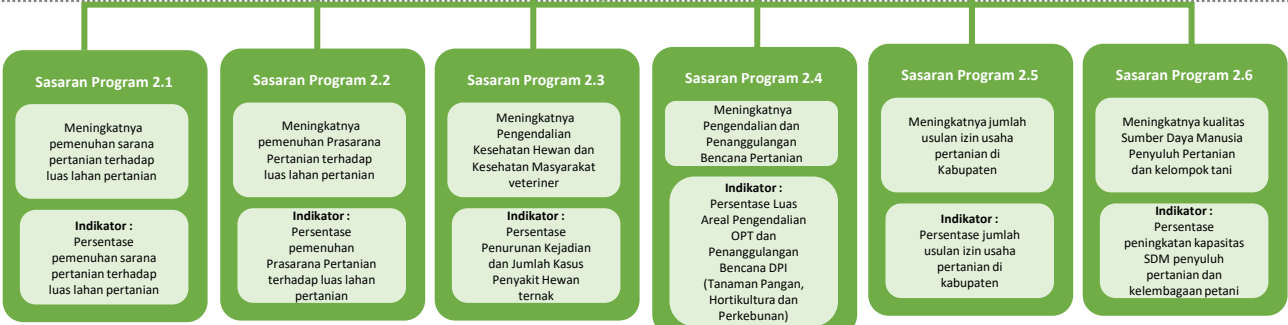 Sasaran Program 2.1
Meningkatnya
pemenuhan sarana
pertanian terhadap
luas lahan pertanian
Indikator :
Persentase
pemenuhan sarana
pertanian terhadap
luas lahan pertanian
Sasaran Program 2.2
Meningkatnya
pemenuhan Prasarana
Pertanian terhadap
luas lahan pertanian
Indikator :
Persentase
pemenuhan
Prasarana Pertanian
terhadap luas lahan
pertanian
Sasaran Program 2.3
Meningkatnya
Pengendalian
Kesehatan Hewan dan
Kesehatan Masyarakat
veteriner
Indikator :
Persentase
Penurunan Kejadian
dan Jumlah Kasus
Penyakit Hewan
ternak
Sasaran Program 2.4
Meningkatnya
Pengendalian dan
Penanggulangan
Bencana Pertanian
Indikator :
Persentase Luas
Areal Pengendalian
OPT dan
Penanggulangan
Bencana DPI
(Tanaman Pangan,
Hortikultura dan
Perkebunan)
Sasaran Program 2.5
Meningkatnya jumlah
usulan izin usaha
pertanian di
Kabupaten
Indikator :
Persentase jumlah
usulan izin usaha
pertanian di
kabupaten
Sasaran Program 2.6
Meningkatnya kualitas
Sumber Daya Manusia
Penyuluh Pertanian
dan kelompok tani
Indikator :
Persentase
peningkatan kapasitas
SDM penyuluh
pertanian dan
kelembagaan petani